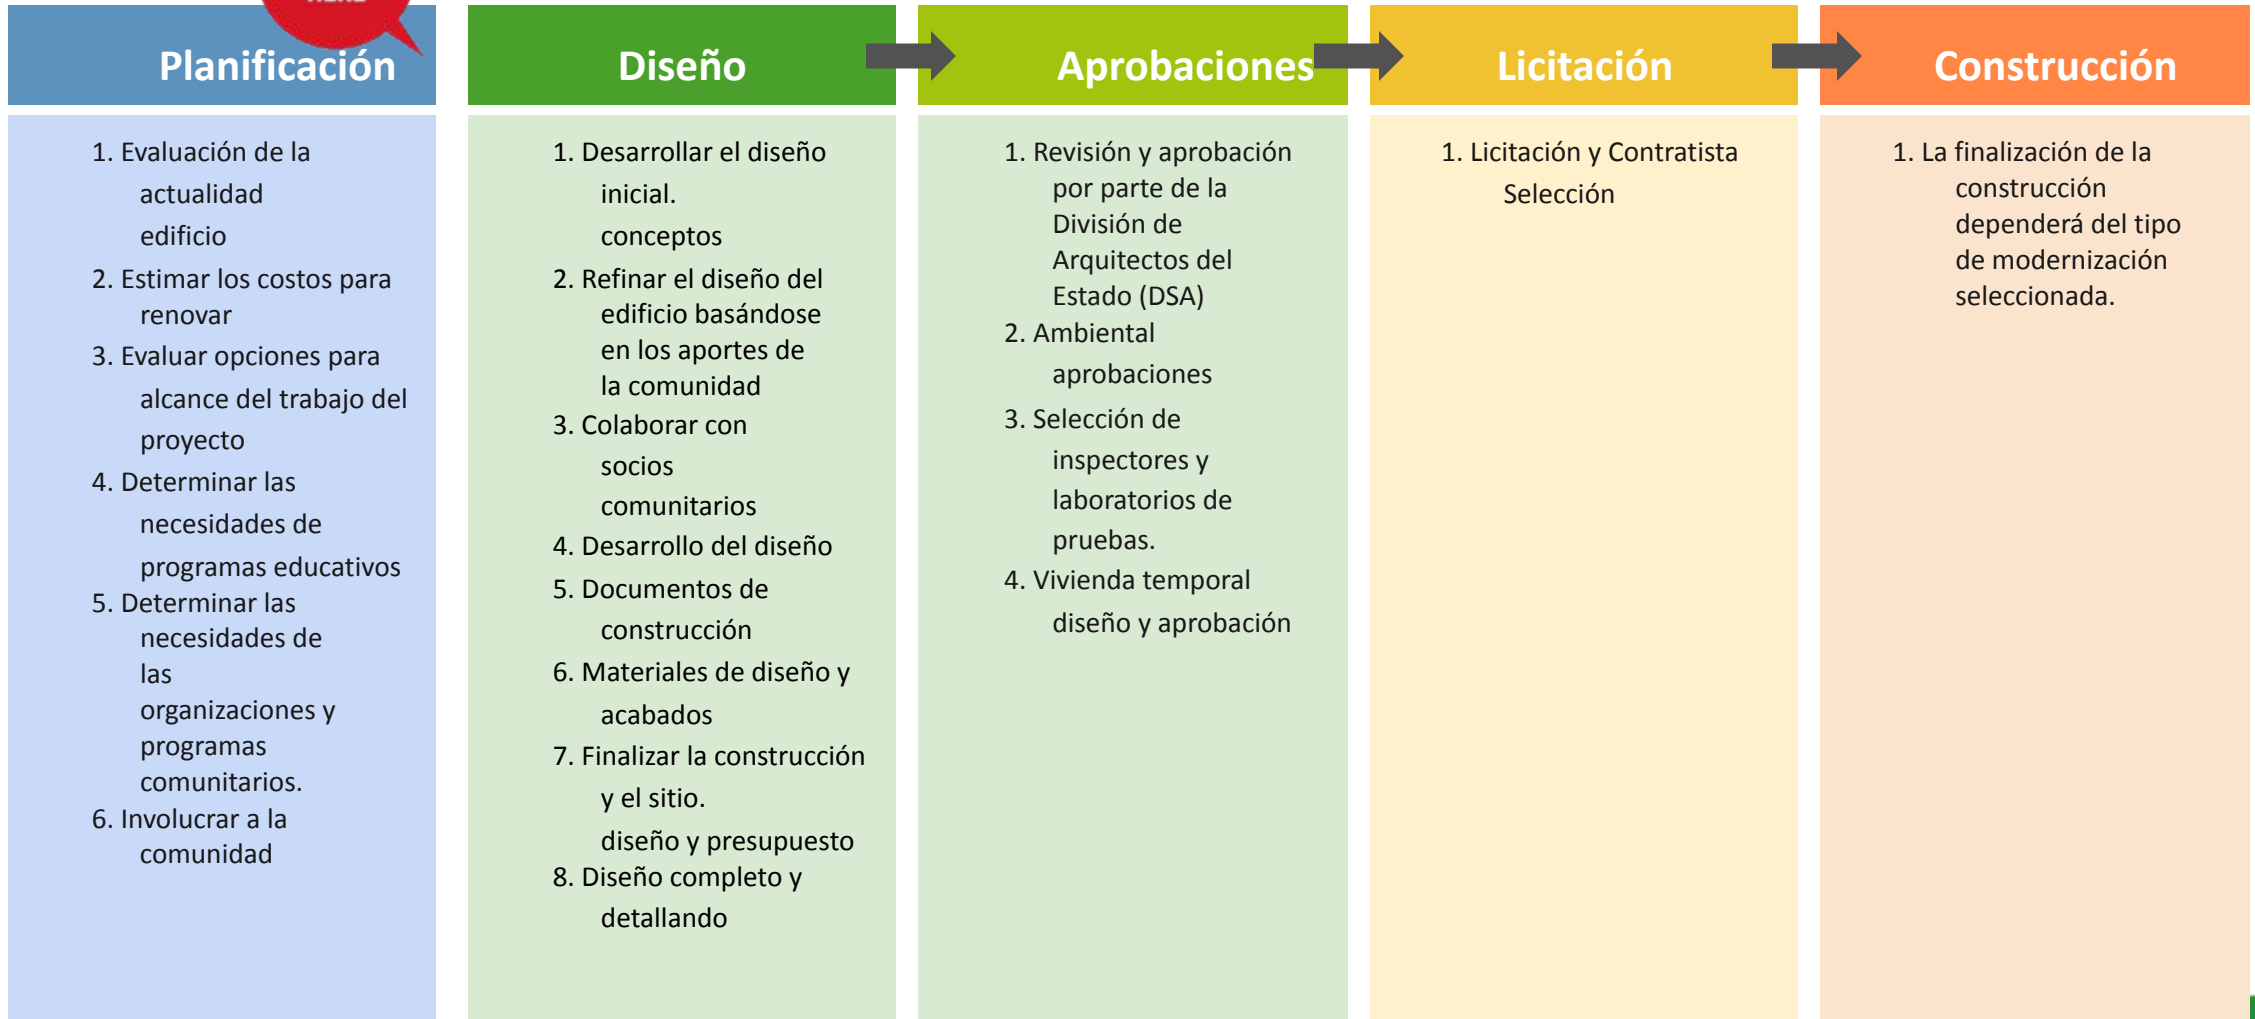 HERE
Planificación
1. Evaluación de la
actualidad
edificio
2. Estimar los costos para
renovar
3. Evaluar opciones para
alcance del trabajo del
proyecto
4. Determinar las
necesidades de
programas educativos
5. Determinar las
necesidades de
las
organizaciones y
programas
comunitarios.
6. Involucrar a la
comunidad
Diseño
1. Desarrollar el diseño
inicial.
conceptos
2. Refinar el diseño del
edificio basándose
en los aportes de
la comunidad
3. Colaborar con
socios
comunitarios
4. Desarrollo del diseño
5. Documentos de
construcción
6. Materiales de diseño y
acabados
7. Finalizar la construcción
y el sitio.
diseño y presupuesto
8. Diseño completo y
detallando
Aprobaciones
1. Revisión y aprobación
por parte de la
División de
Arquitectos del
Estado (DSA)
2. Ambiental
aprobaciones
3. Selección de
inspectores y
laboratorios de
pruebas.
4. Vivienda temporal
diseño y aprobación
Licitación
1. Licitación y Contratista
Selección
Construcción
1. La finalización de la
construcción
dependerá del tipo
de modernización
seleccionada.